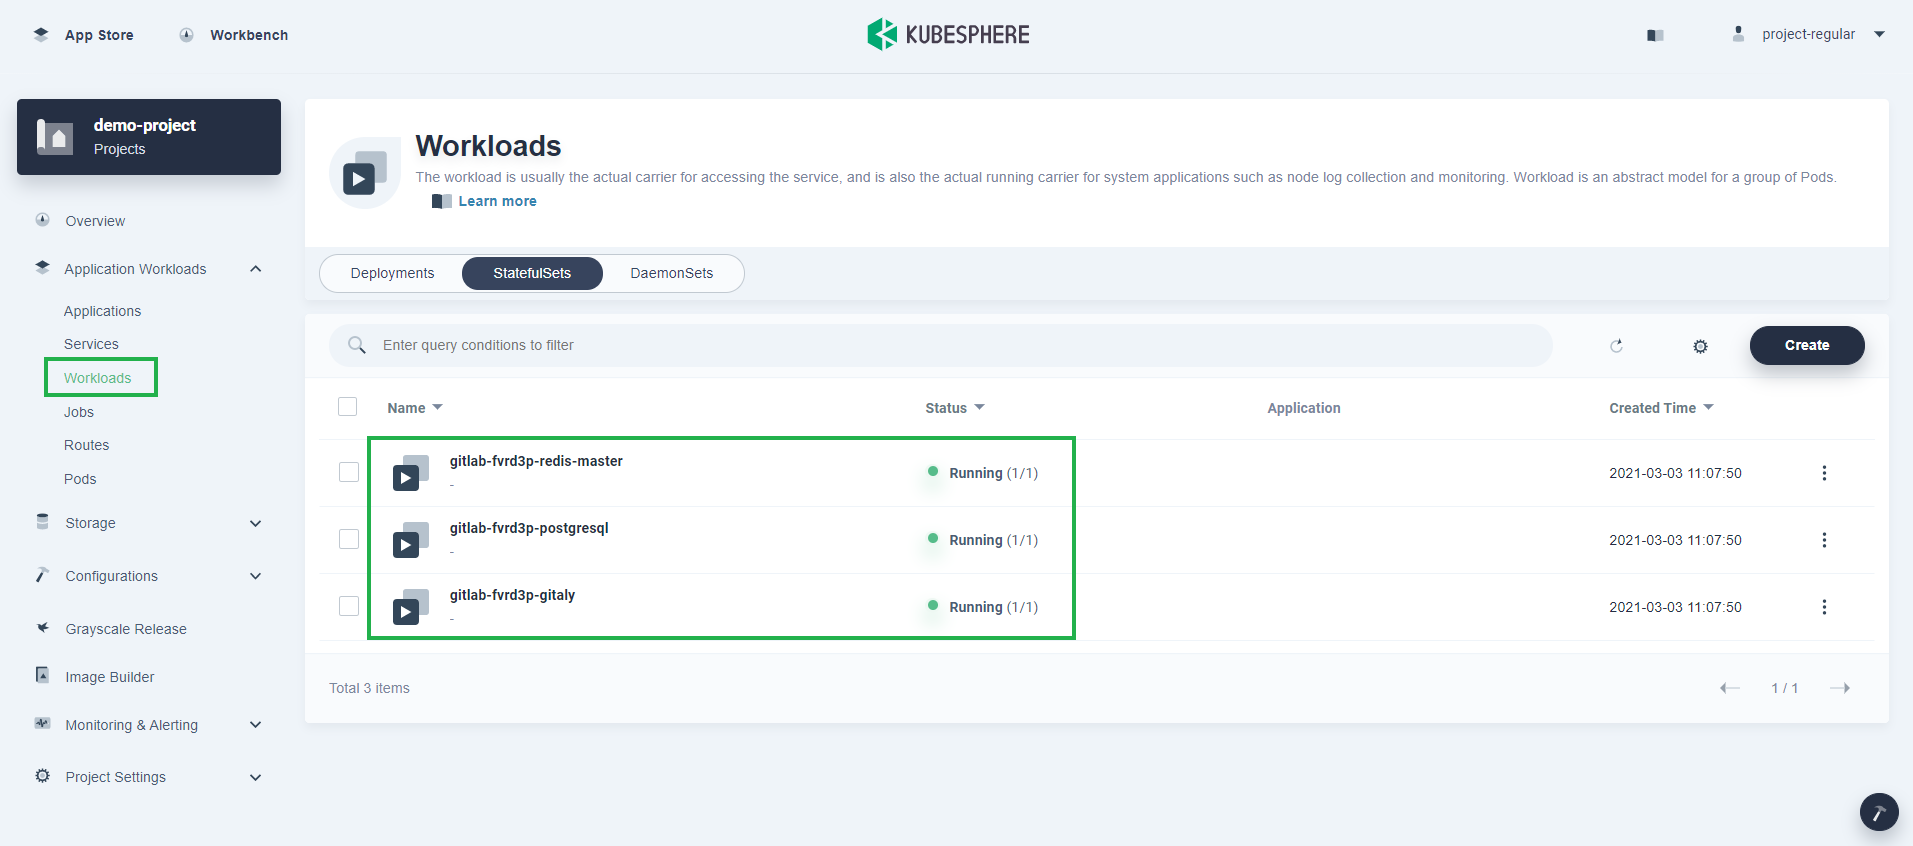 App Store
Workbench
KUBESPHERE
project-regular
demo-project
Projects
Overview
Application Workloads
Applications
Services
Workloads
Jobs
Routes
Pods
Storage
Configurations
Grayscale Release
Image Builder
Monitoring & Alerting
Project Settings
Workloads
The workload is usually the actual carrier for accessing the service, and is also the actual running carrier for system applications such as node log collection and monitoring. Workload is an abstract model for a group of Pods.
Learn more
Deployments StatefulSets DaemonSets
Enter query conditions to filter
Create
Name Status Application Created Time
gitlab-fvrd3p-redis-master
-
Running (1/1)
2021-03-03 11:07:50
gitlab-fvrd3p-postgresql
-
Running (1/1)
2021-03-03 11:07:50
gitlab-fvrd3p-gitaly
-
Running (1/1)
2021-03-03 11:07:50
Total 3 items
1 / 1